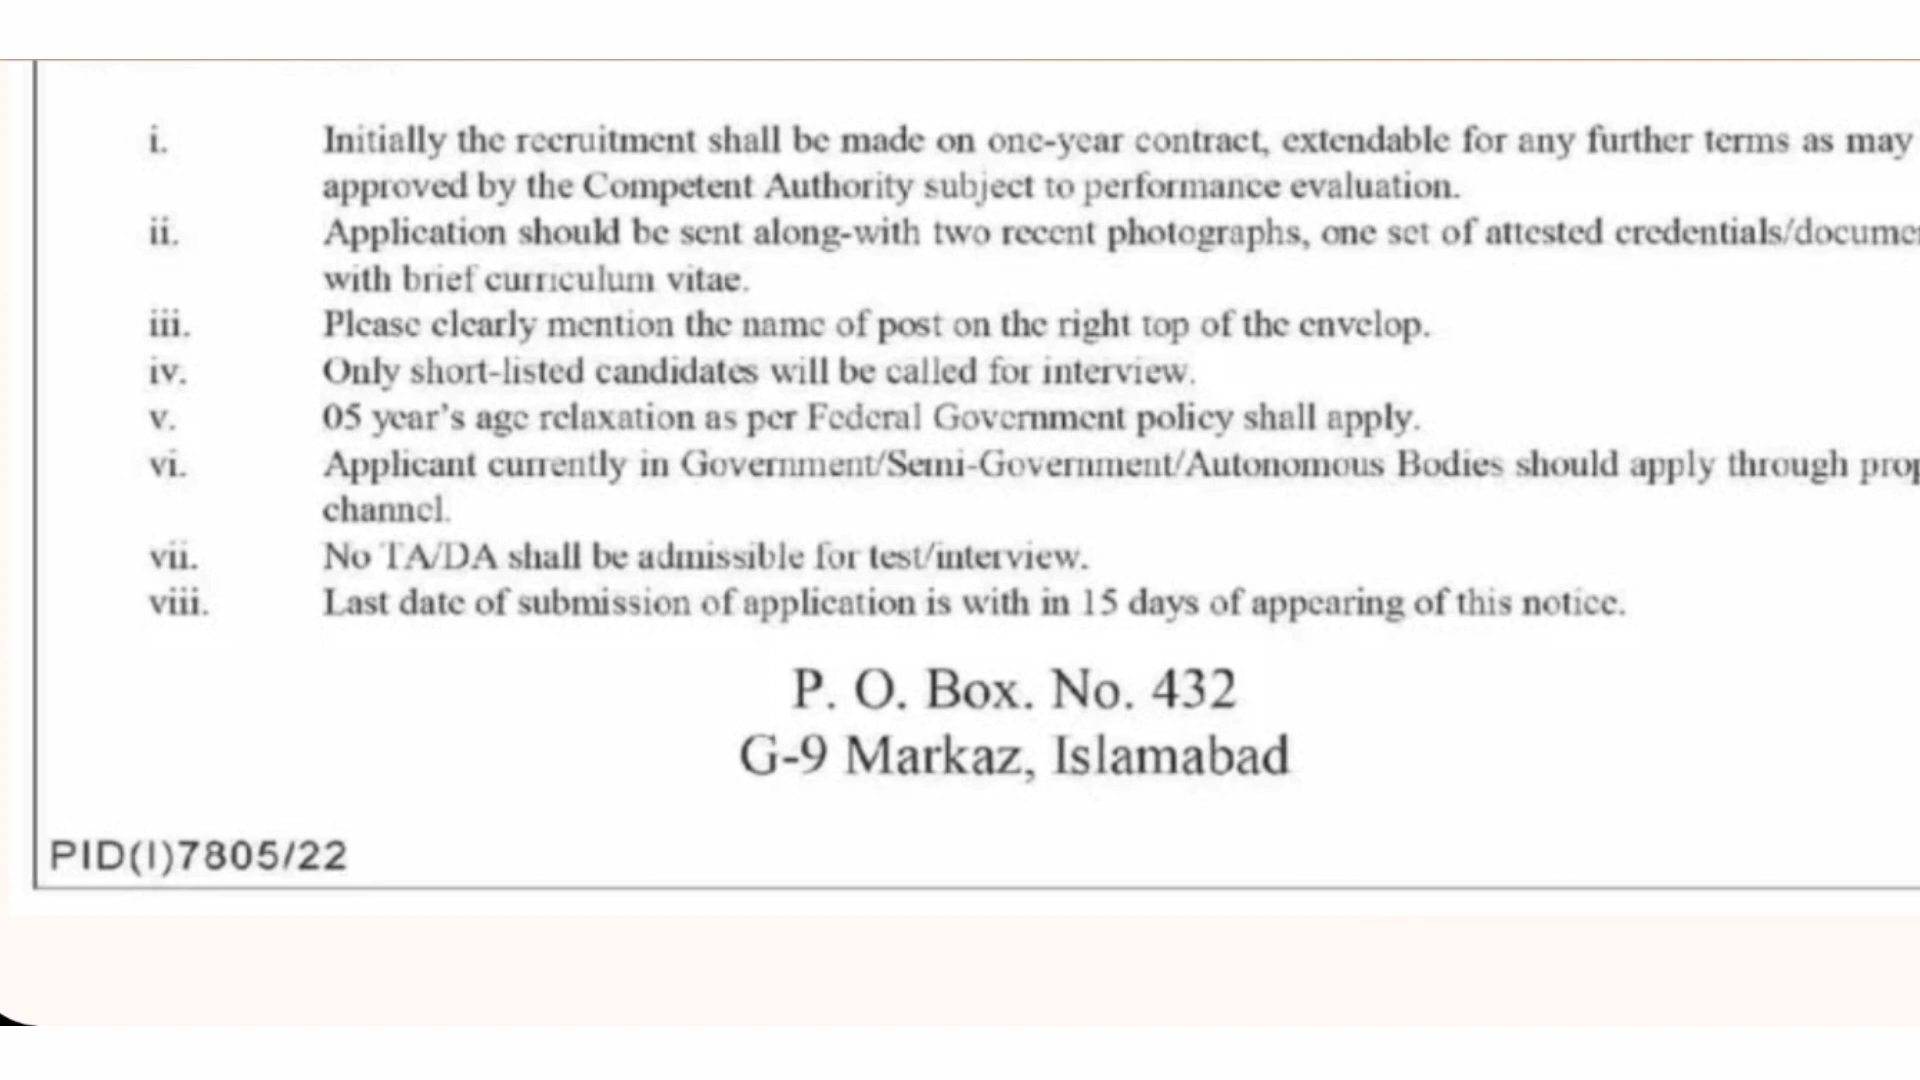 i. Initially the recruitment shall be made on one-year contract, extendable for any further terms as may
approved by the Competent Authority subject to performance evaluation.
ii. Application should be sent along-with two recent photographs, one set of attested credentials/docume
with brief curriculum vitae.
iii. Please clearly mention the name of post on the right top of the envelop.
iv. Only short-listed candidates will be called for interview.
v. 05 year's age relaxation as per Federal Government policy shall apply.
vi. Applicant currently in Government/Semi-Government/Autonomous Bodies should apply through prop
channel.
vii. No TA/DA shall be admissible for test/interview.
viii. Last date of submission of application is with in 15 days of appearing of this notice.
P. O. Box. No. 432
G-9 Markaz, Islamabad
PID(I)7805/22